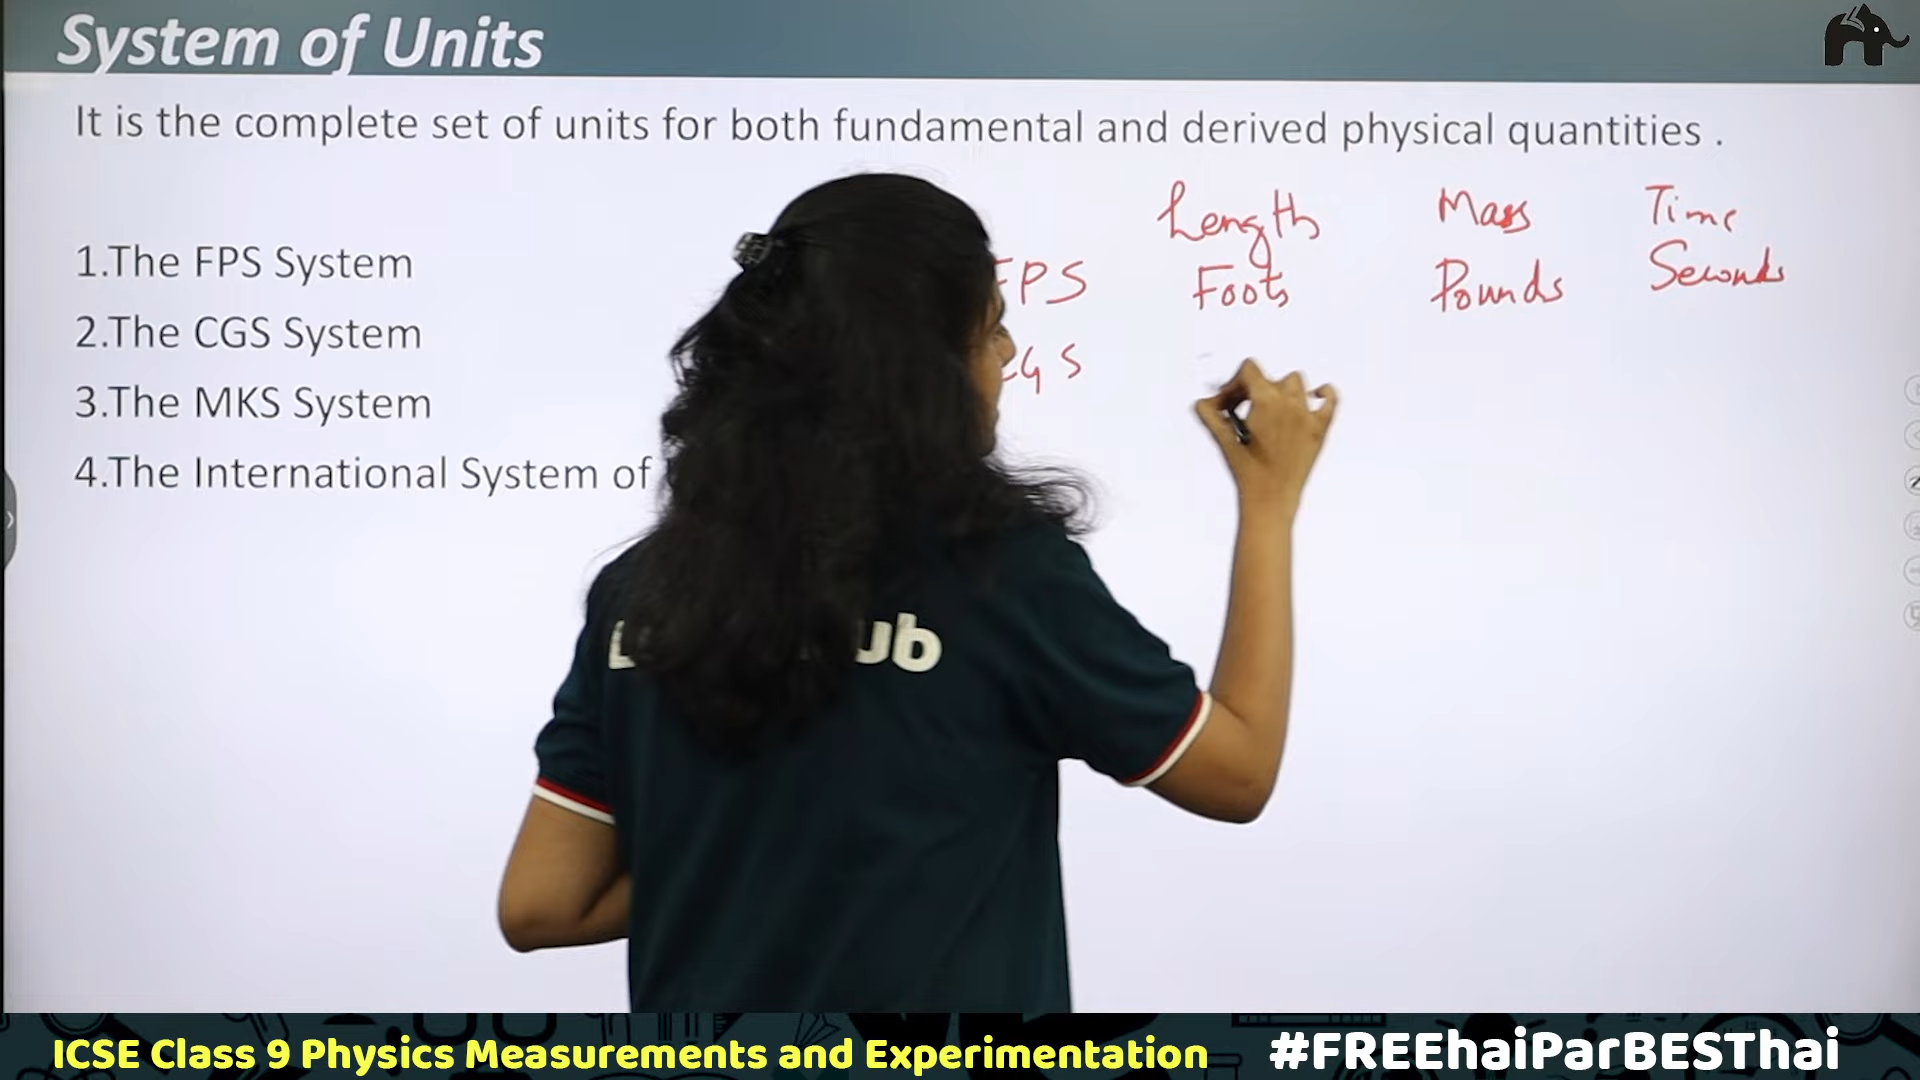 System of Units
It is the complete set of units for both fundamental and derived physical quantities .
Length Mass Time
1.The FPS System
FPS Foots Pounds Seconds
2.The CGS System
CGS
3.The MKS System
4.The International System of
ub
ICSE Class 9 Physics Measurements and Experimentation #FREEhaiParBESThai